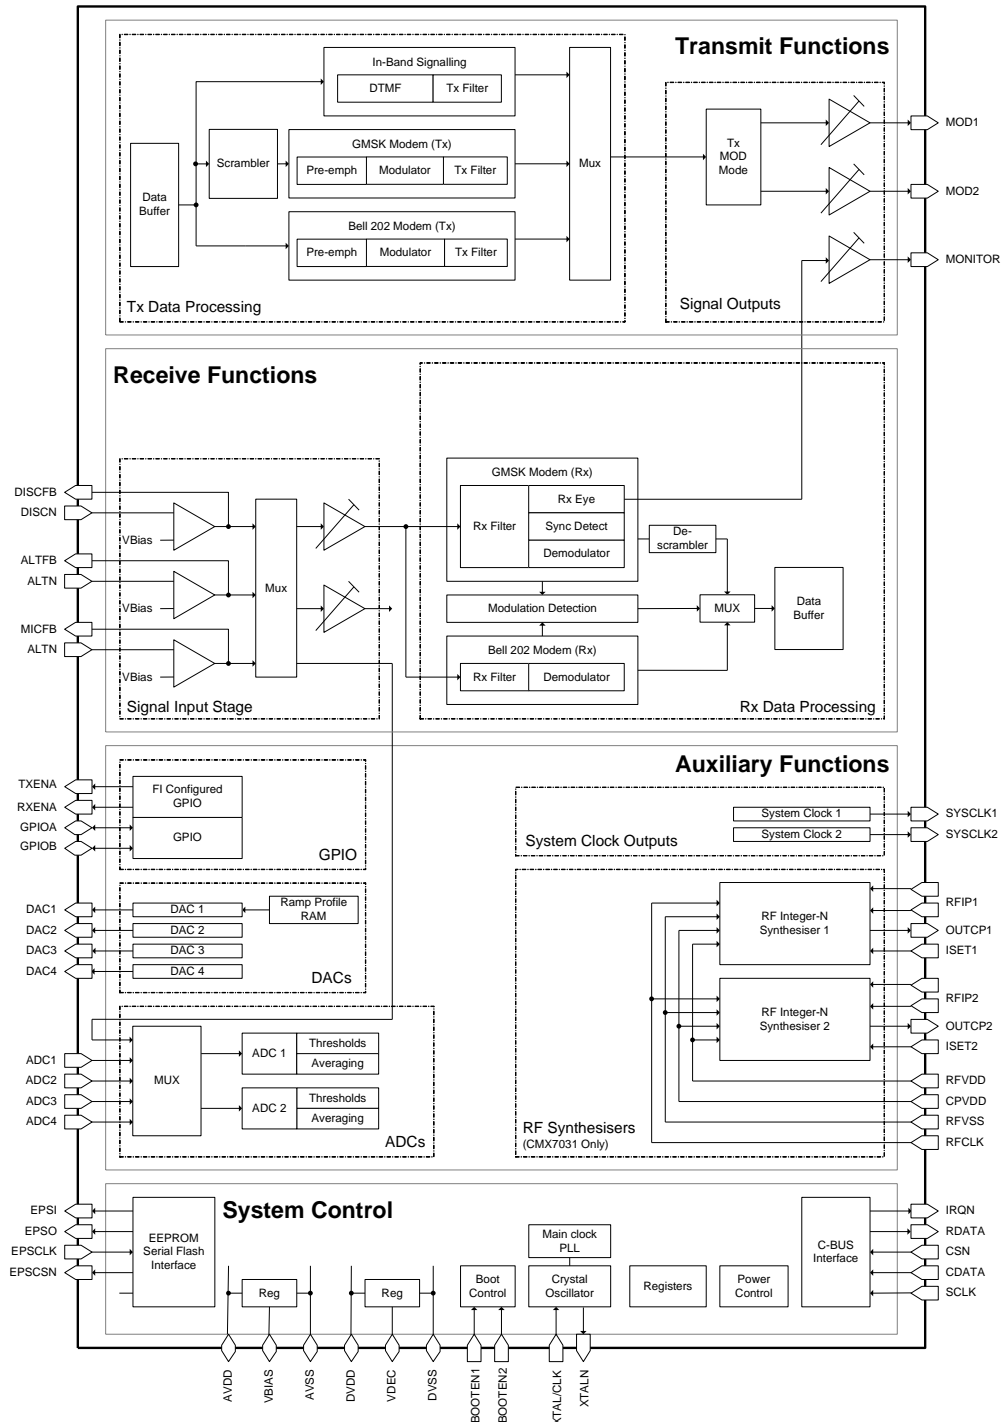 Transmit Functions
In-Band Signalling
DTMF
Tx Filter
GMSK Modem (Tx)
Scrambler
Pre-emph
Modulator
Tx Filter
Data
Buffer
Bell 202 Modem (Tx)
Pre-emph
Modulator
Tx Filter
Mux
Tx Data Processing
Tx
MOD
Mode
Signal Outputs
MOD1
MOD2
MONITOR
Receive Functions
DISCFB
DISCN
ALTFB
ALTN
MICFB
ALTN
VBias
VBias
VBias
Mux
Signal Input Stage
GMSK Modem (Rx)
Rx Filter
Rx Eye
Sync Detect
Demodulator
De-
scrambler
Modulation Detection
MUX
Data
Buffer
Bell 202 Modem (Rx)
Rx Filter
Demodulator
Rx Data Processing
Auxiliary Functions
TXENA
RXENA
GPIOA
GPIOB
FI Configured
GPIO
GPIO
GPIO
System Clock 1
System Clock 2
System Clock Outputs
SYSCLK1
SYSCLK2
DAC1
DAC2
DAC3
DAC4
DAC 1
DAC 2
DAC 3
DAC 4
Ramp Profile
RAM
DACs
RF Integer-N
Synthesiser 1
RF Integer-N
Synthesiser 2
RFIP1
OUTCP1
ISET1
RFIP2
OUTCP2
ISET2
RFVDD
CPVDD
RFVSS
RFCLK
RF Synthesisers
(CMX7031 Only)
ADC1
ADC2
ADC3
ADC4
MUX
ADC 1
Thresholds
Averaging
ADC 2
Thresholds
Averaging
ADCs
System Control
EPSI
EPSO
EPSCLK
EPSCSN
EEPROM
Serial Flash
Interface
Reg
Reg
Boot
Control
Main clock
PLL
Crystal
Oscillator
Registers
Power
Control
C-BUS
Interface
IRQN
RDATA
CSN
CDATA
SCLK
AVDD
VBIAS
AVSS
DVDD
VDEC
DVSS
BOOTEN1
BOOTEN2
XTAL/CLK
XTALN